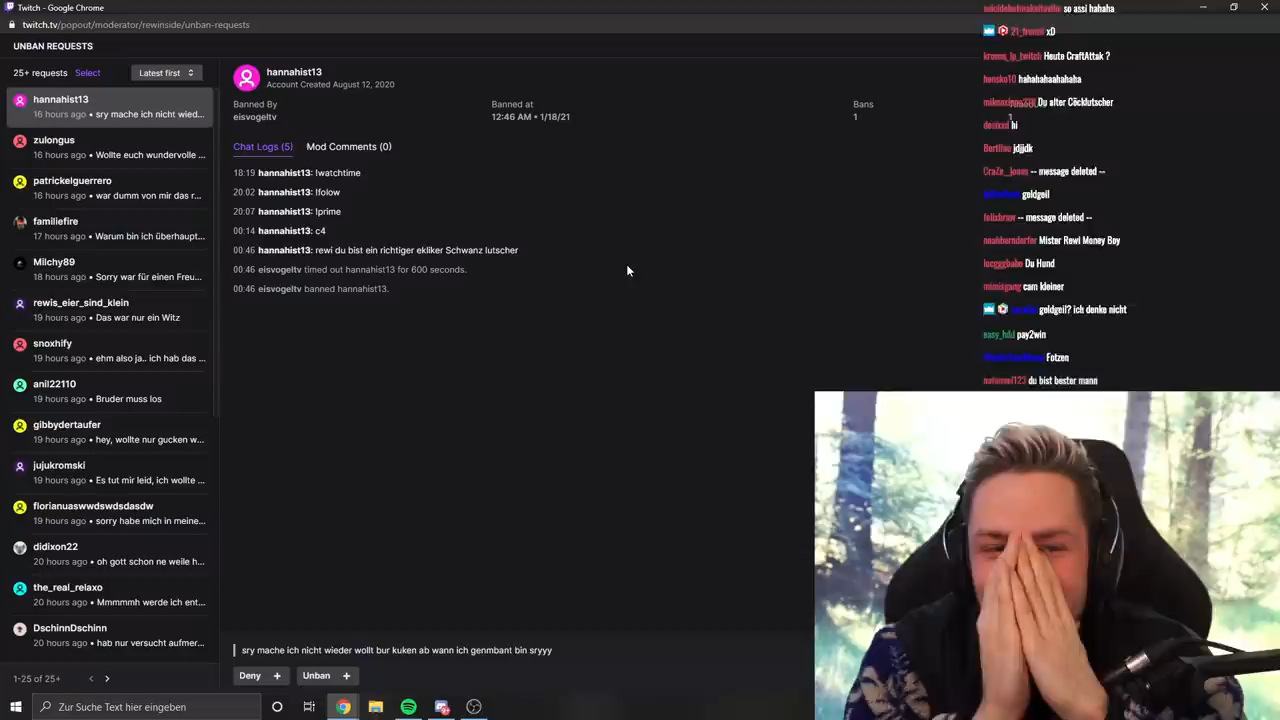 Twitch - Google Chrome
twitch.tv/popout/moderator/rewinside/unban-requests
UNBAN REQUESTS
25+ requests Select Latest first
hannahist13
16 hours ago • sry mache ich nicht wied...
zulongus
16 hours ago • Wollte euch wundervolle ...
patrickelguerrero
16 hours ago • war dumm von mir das r...
familiefire
17 hours ago • Warum bin ich überhaupt...
Milchy89
18 hours ago • Sorry war für einen Freu...
rewis_eier_sind_klein
19 hours ago • Das war nur ein Witz
snoxhify
19 hours ago • ehm also ja.. ich hab das ...
anil22110
19 hours ago • Bruder muss los
gibbydertaufer
19 hours ago • hey, wollte nur gucken w...
jujukromski
19 hours ago • Es tut mir leid, ich wollte ...
florianuaswwdswdsdasdw
19 hours ago • sorry habe mich in meine...
didixon22
20 hours ago • oh gott schon ne weile h...
the_real_relaxo
20 hours ago • Mmmmmh werde ich ent...
DschinnDschinn
20 hours ago • hab nur versucht aufmer...
1-25 of 25+
hannahist13
Account Created August 12, 2020
Banned By Banned at Bans
eisvogeltv 12:46 AM • 1/18/21 1
Chat Logs (5) Mod Comments (0)
18:19 hannahist13: !watchtime
20:02 hannahist13: !folow
20:07 hannahist13: !prime
00:14 hannahist13: c4
00:46 hannahist13: rewi du bist ein richtiger ekliker Schwanz lutscher
00:46 eisvogeltv timed out hannahist13 for 600 seconds.
00:46 eisvogeltv banned hannahist13.
sry mache ich nicht wieder wollt bur kuken ab wann ich genmbant bin sryyy
Deny + Unban +
so assi hahaha
xD
Heute CraftAttak ?
hensko10 hahahahaahahaha
Du alter Cöcklutscher
1
hi
Bertlino jdjjdk
-- message deleted --
goldgeil
-- message deleted --
Mister Rewi Money Boy
Du Hund
mimixgang cam kleiner
goldgeil? ich denke nicht
easy_hdd pay2win
Fotzen
du bist bester mann
Zur Suche Text hier eingeben